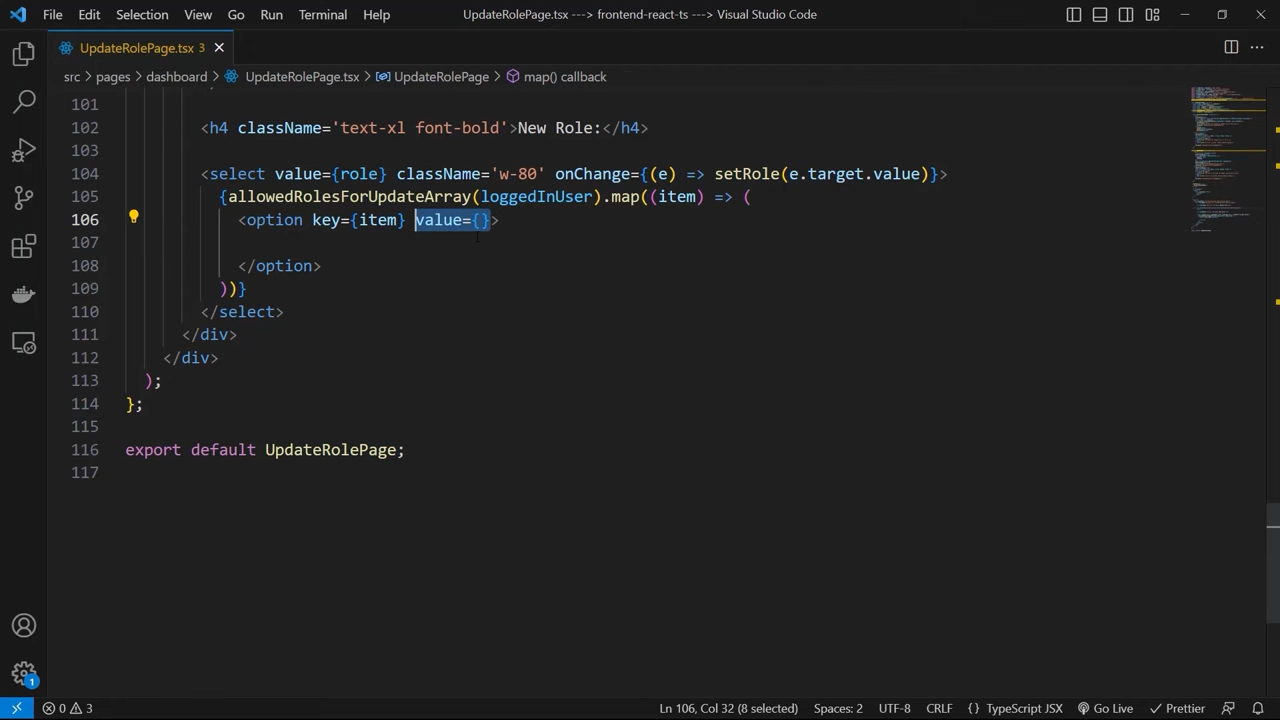 File Edit Selection View Go Run Terminal Help UpdateRolePage.tsx ---> frontend-react-ts ---> Visual Studio Code
UpdateRolePage.tsx 3
src > pages > dashboard > UpdateRolePage.tsx > UpdateRolePage > map() callback
101
102 <h4 className='text-xl font-bold'>New Role:</h4>
103
104 <select value={role} className='w-80' onChange={(e) => setRole(e.target.value)}>
105 {allowedRolesForUpdateArray(loggedInUser).map((item) => (
106 <option key={item} value={}>
107
108 </option>
109 ))}
110 </select>
111 </div>
112 </div>
113 );
114 };
115
116 export default UpdateRolePage;
117
1
0 3 Ln 106, Col 32 (8 selected) Spaces: 2 UTF-8 CRLF {} TypeScript JSX Go Live Prettier